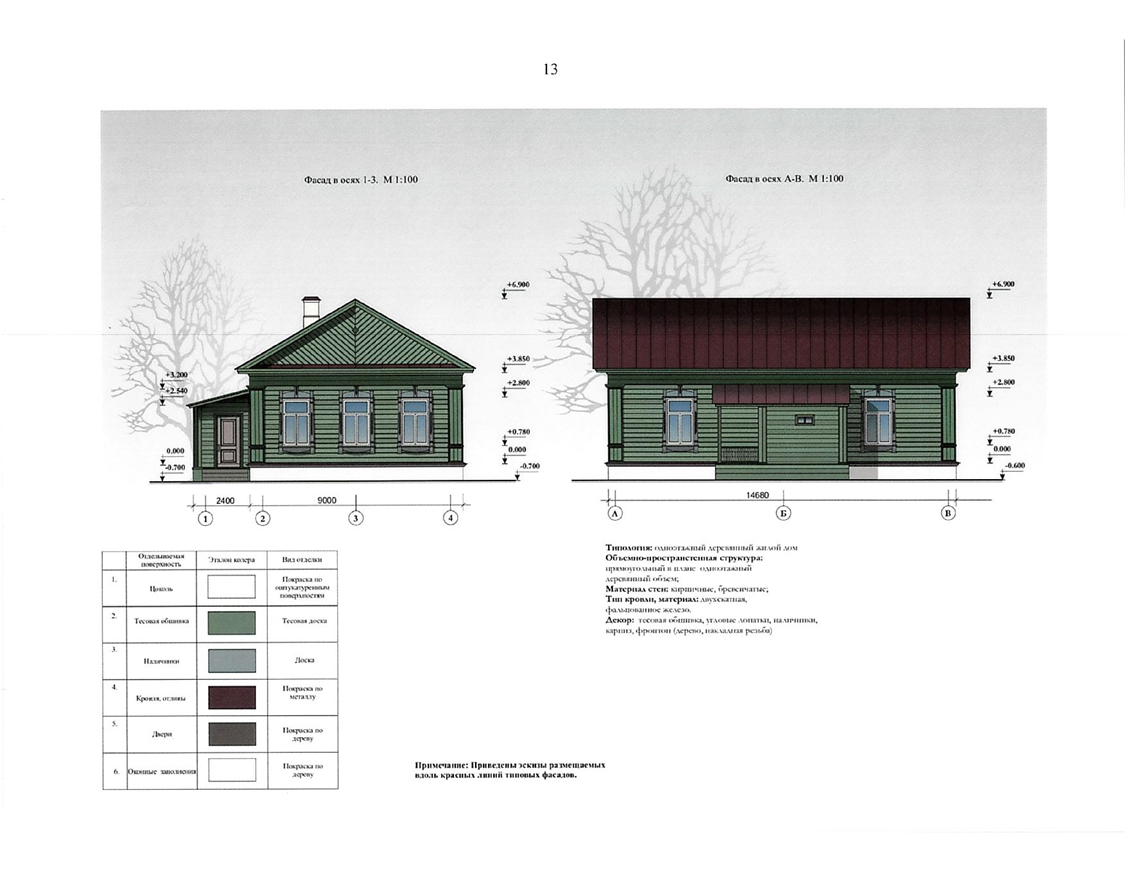 13
Фасад в осях 1-3. М 1:100
Фасад в осях А-В. М 1:100
+6.900
+3.850
+2.800
+0.780
0.000
-0.700
+3.200
+2.540
0.000
-0.700
+6.900
+3.850
+2.800
+0.780
0.000
-0.600
2400
9000
1
2
3
4
14680
А
Б
В
Отделываемая поверхность
Эталон колера
Вид отделки
1.
Цоколь
Покраска по
оштукатуренным
поверхностям
2.
Тесовая обшивка
Тесовая доска
3.
Наличники
Доска
4.
Кровля, отливы
Покраска по
металлу
5.
Двери
Покраска по
дереву
6.
Оконные заполнения
Покраска по
дереву
Типология: одноэтажный деревянный жилой дом
Объемно-пространственная структура:
прямоугольный в плане одноэтажный
деревянный объем;
Материал стен: кирпичные, бревенчатые;
Тип кровли, материал: двухскатная,
фальцованное железо.
Декор: тесовая обшивка, угловые лопатки, наличники,
карниз, фронтон (дерево, накладная резьба)
Примечание: Приведены эскизы размещаемых
вдоль красных линий типовых фасадов.